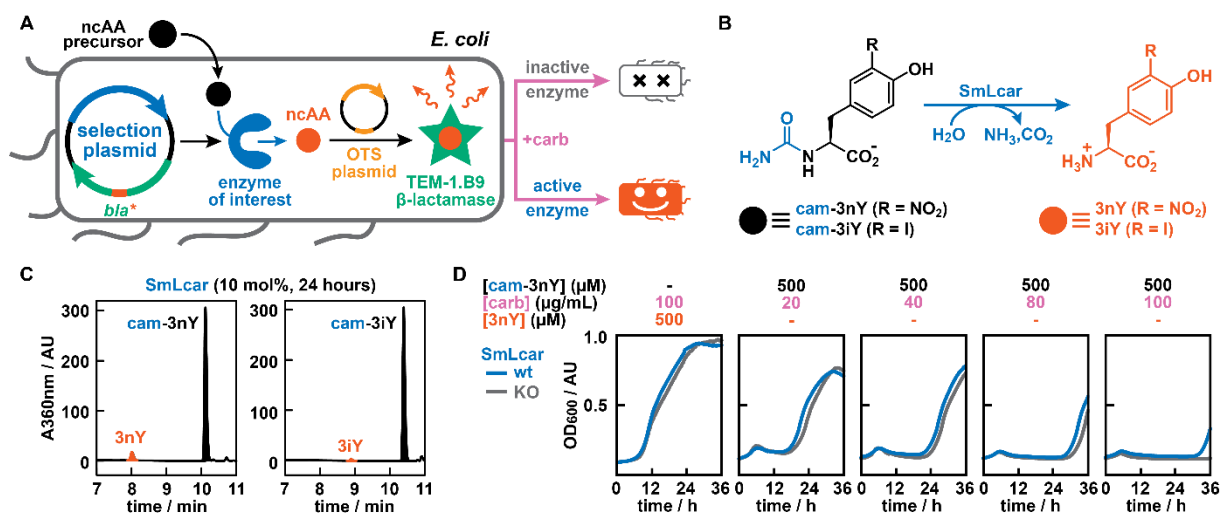 A
ncAA
precursor
E. coli
selection
plasmid
bla*
enzyme
of interest
ncAA
OTS
plasmid
TEM-1.B9
β-lactamase
inactive
enzyme
+carb
active
enzyme
B
R
OH
O
H₂N
N
H
CO₂⁻
SmLcar
H₂O
NH₃,CO₂
R
OH
H₃N⁺
CO₂⁻
≡ cam-3nY (R = NO₂)
cam-3iY (R = I)
≡ 3nY (R = NO₂)
3iY (R = I)
C
SmLcar (10 mol%, 24 hours)
A360nm / AU
300
200
100
0
cam-3nY
3nY
7 8 9 10 11
time / min
300
200
100
0
cam-3iY
3iY
7 8 9 10 11
time / min
D
[cam-3nY] (μM) - 500 500 500 500
[carb] (μg/mL) 100 20 40 80 100
[3nY] (μM) 500 - - - -
SmLcar
wt
KO
OD₆₀₀ / AU
1.0
0.5
0 12 24 36
time / h
0 12 24 36
time / h
0 12 24 36
time / h
0 12 24 36
time / h
0 12 24 36
time / h